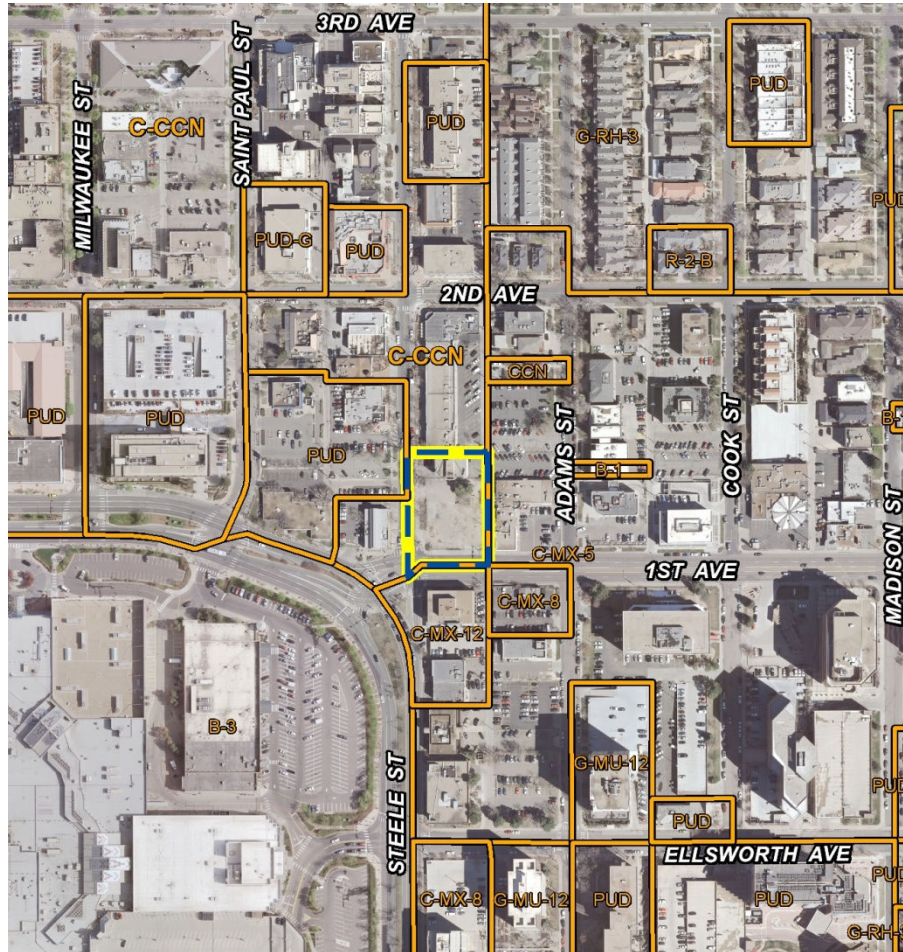 3RD AVE
MILWAUKEE ST
SAINT PAUL ST
C-CCN
PUD
G-RH-3
PUD
PUD
PUD-G
PUD
R-2-B
2ND AVE
C-CCN
CCN
PUD
PUD
PUD
ADAMS ST
B-1
COOK ST
MADISON ST
C-MX-5
1ST AVE
C-MX-8
C-MX-12
B-3
STEELE ST
G-MU-12
PUD
PUD
ELLSWORTH AVE
C-MX-8
G-MU-12
PUD
PUD
PUD